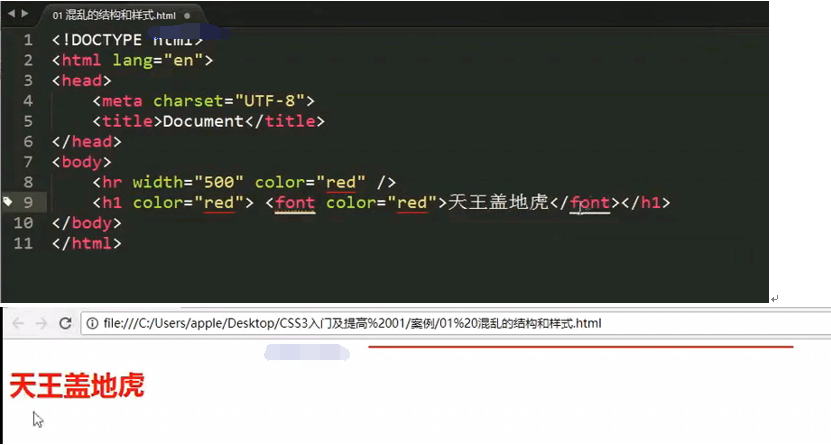 01 混乱的结构和样式.html
1 <!DOCTYPE html>
2 <html lang="en">
3 <head>
4 <meta charset="UTF-8">
5 <title>Document</title>
6 </head>
7 <body>
8 <hr width="500" color="red" />
9 <h1 color="red"> <font color="red">天王盖地虎</font></h1>
10 </body>
11 </html>
file:///C:/Users/apple/Desktop/CSS3入门及提高%2001/案例/01%20混乱的结构和样式.html
天王盖地虎